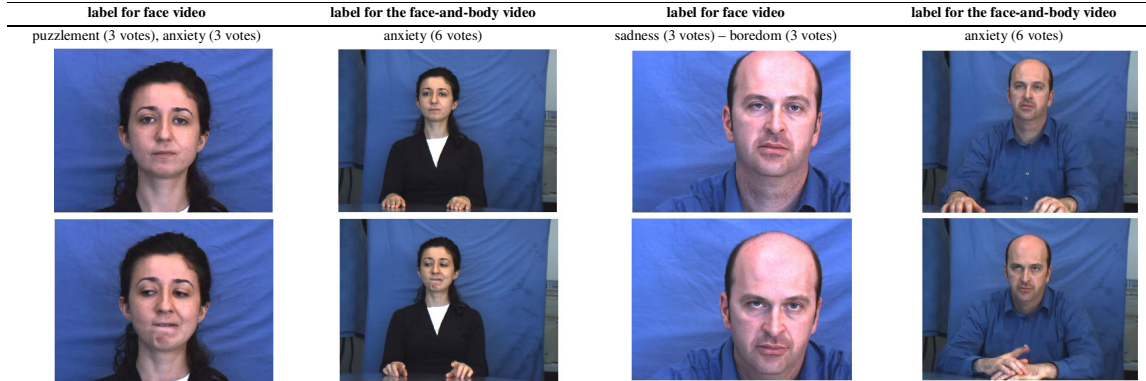 label for face video label for the face-and-body video label for face video label for the face-and-body video
puzzlement (3 votes), anxiety (3 votes) anxiety (6 votes) sadness (3 votes) – boredom (3 votes) anxiety (6 votes)